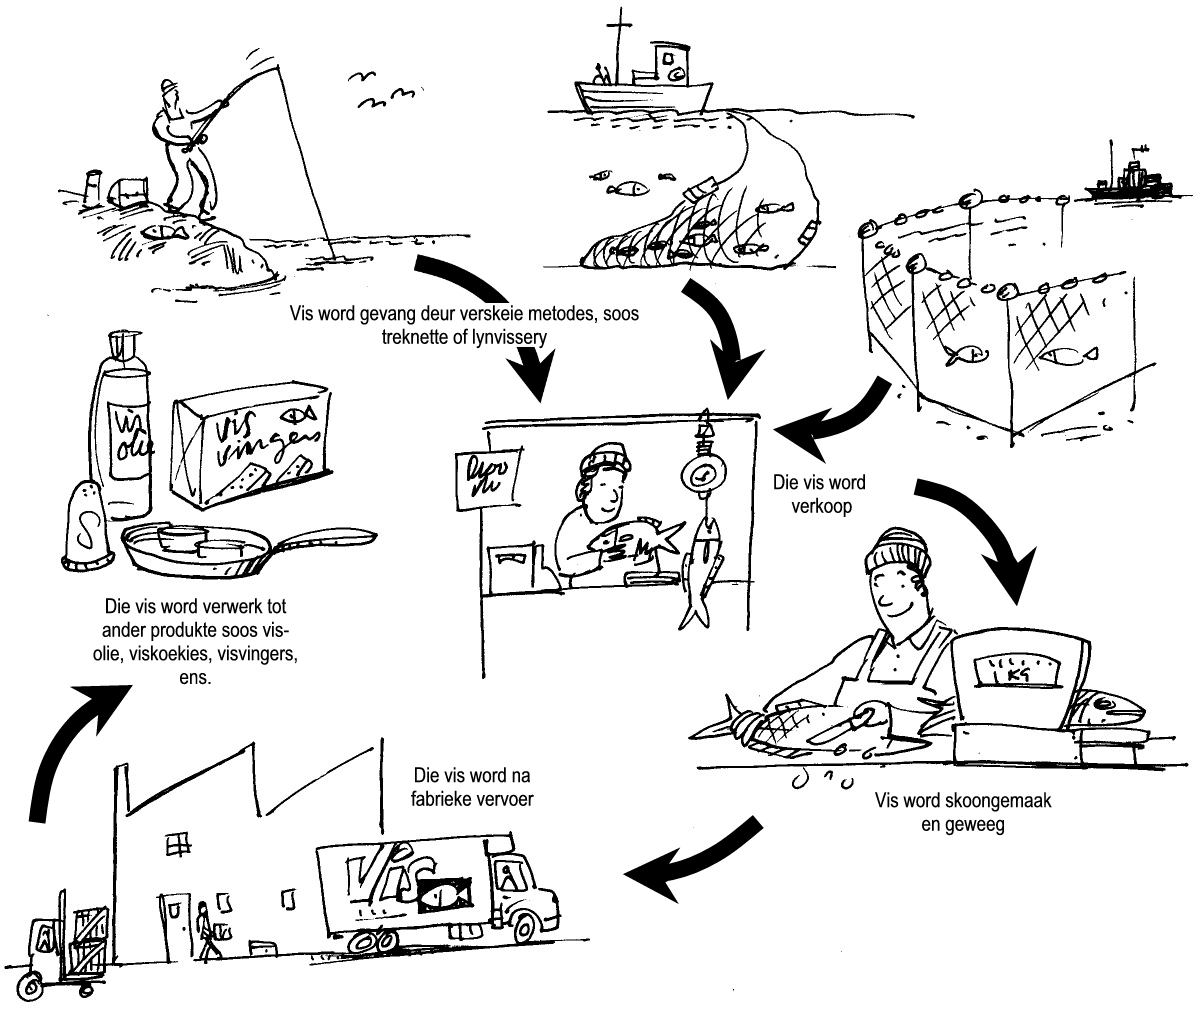 Vis word gevang deur verskeie metodes, soos
treknette of lynvissery
Vis
olie
vis
vingers
Die vis word
verkoop
KG
S
Die vis word verwerk tot
ander produkte soos vis-
olie, viskoekies, visvingers,
ens.
Die vis word na
fabrieke vervoer
Vis word skoongemaak
en geweeg
Vis